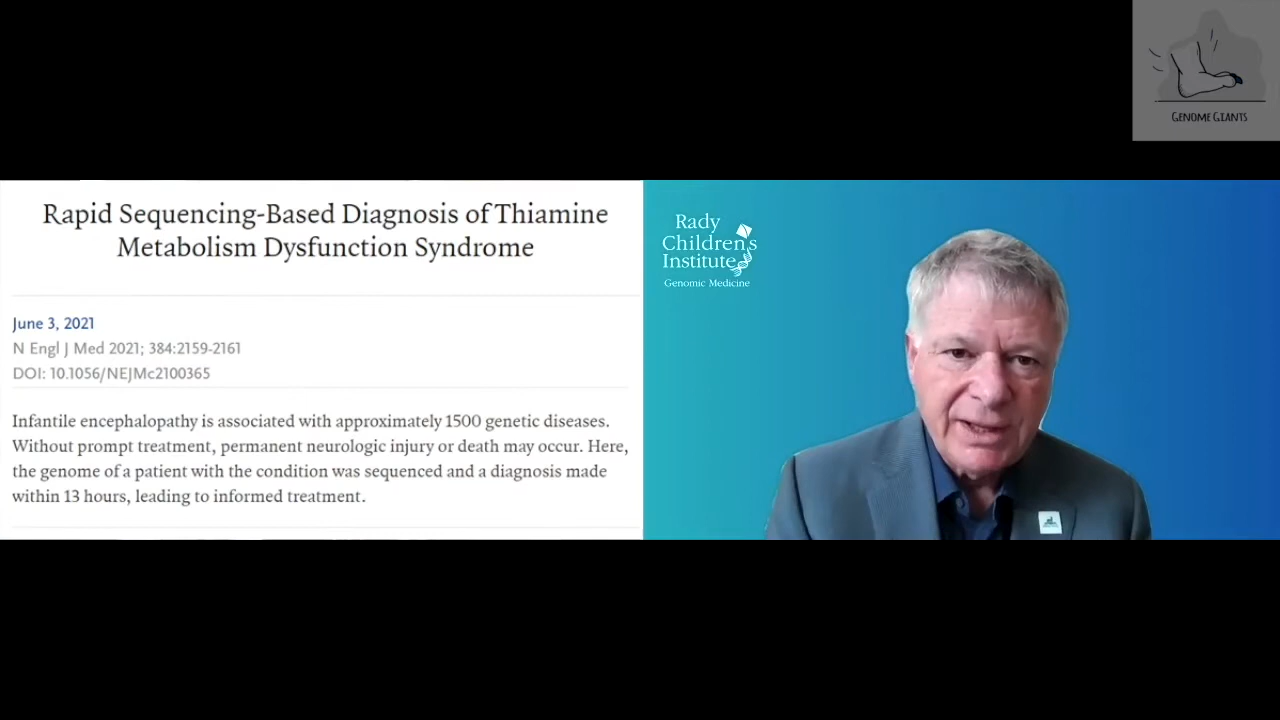 GENOME GIANTS
Rapid Sequencing-Based Diagnosis of Thiamine
Metabolism Dysfunction Syndrome
June 3, 2021
N Engl J Med 2021; 384:2159-2161
DOI: 10.1056/NEJMc2100365
Infantile encephalopathy is associated with approximately 1500 genetic diseases.
Without prompt treatment, permanent neurologic injury or death may occur. Here,
the genome of a patient with the condition was sequenced and a diagnosis made
within 13 hours, leading to informed treatment.
Rady
Children's
Institute
Genomic Medicine